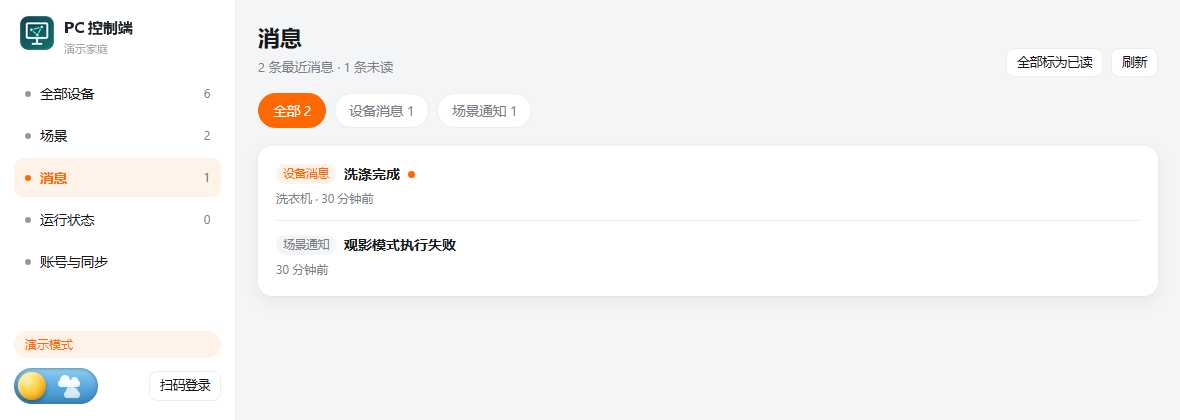 PC 控制端
演示家庭
全部设备 6
场景 2
消息 1
运行状态 0
账号与同步
演示模式
扫码登录
消息
2 条最近消息 · 1 条未读
全部标为已读 刷新
全部 2 设备消息 1 场景通知 1
设备消息 洗涤完成
洗衣机 · 30 分钟前
场景通知 观影模式执行失败
30 分钟前